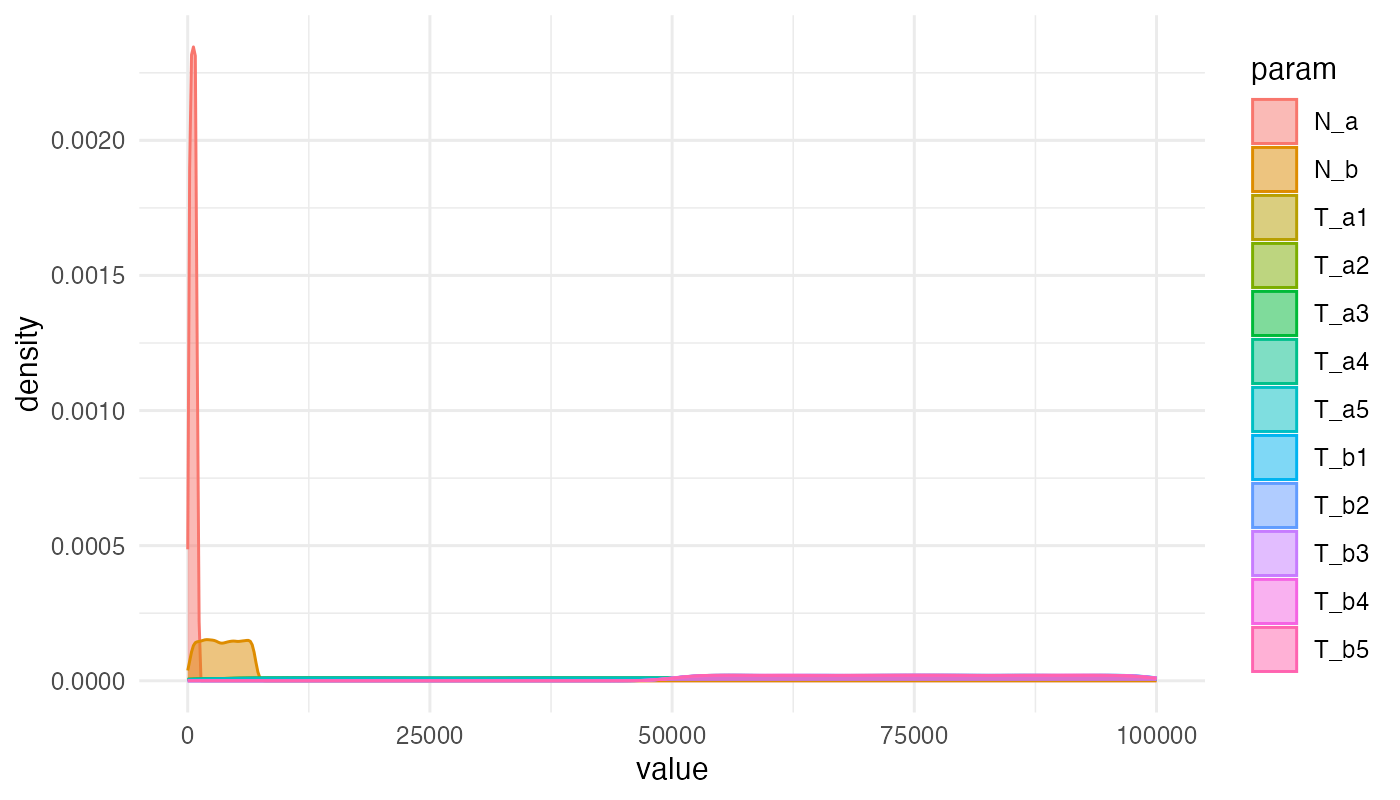 density
0.0020
0.0015
0.0010
0.0005
0.0000
0
25000
50000
75000
100000
value
param
N_a
N_b
T_a1
T_a2
T_a3
T_a4
T_a5
T_b1
T_b2
T_b3
T_b4
T_b5